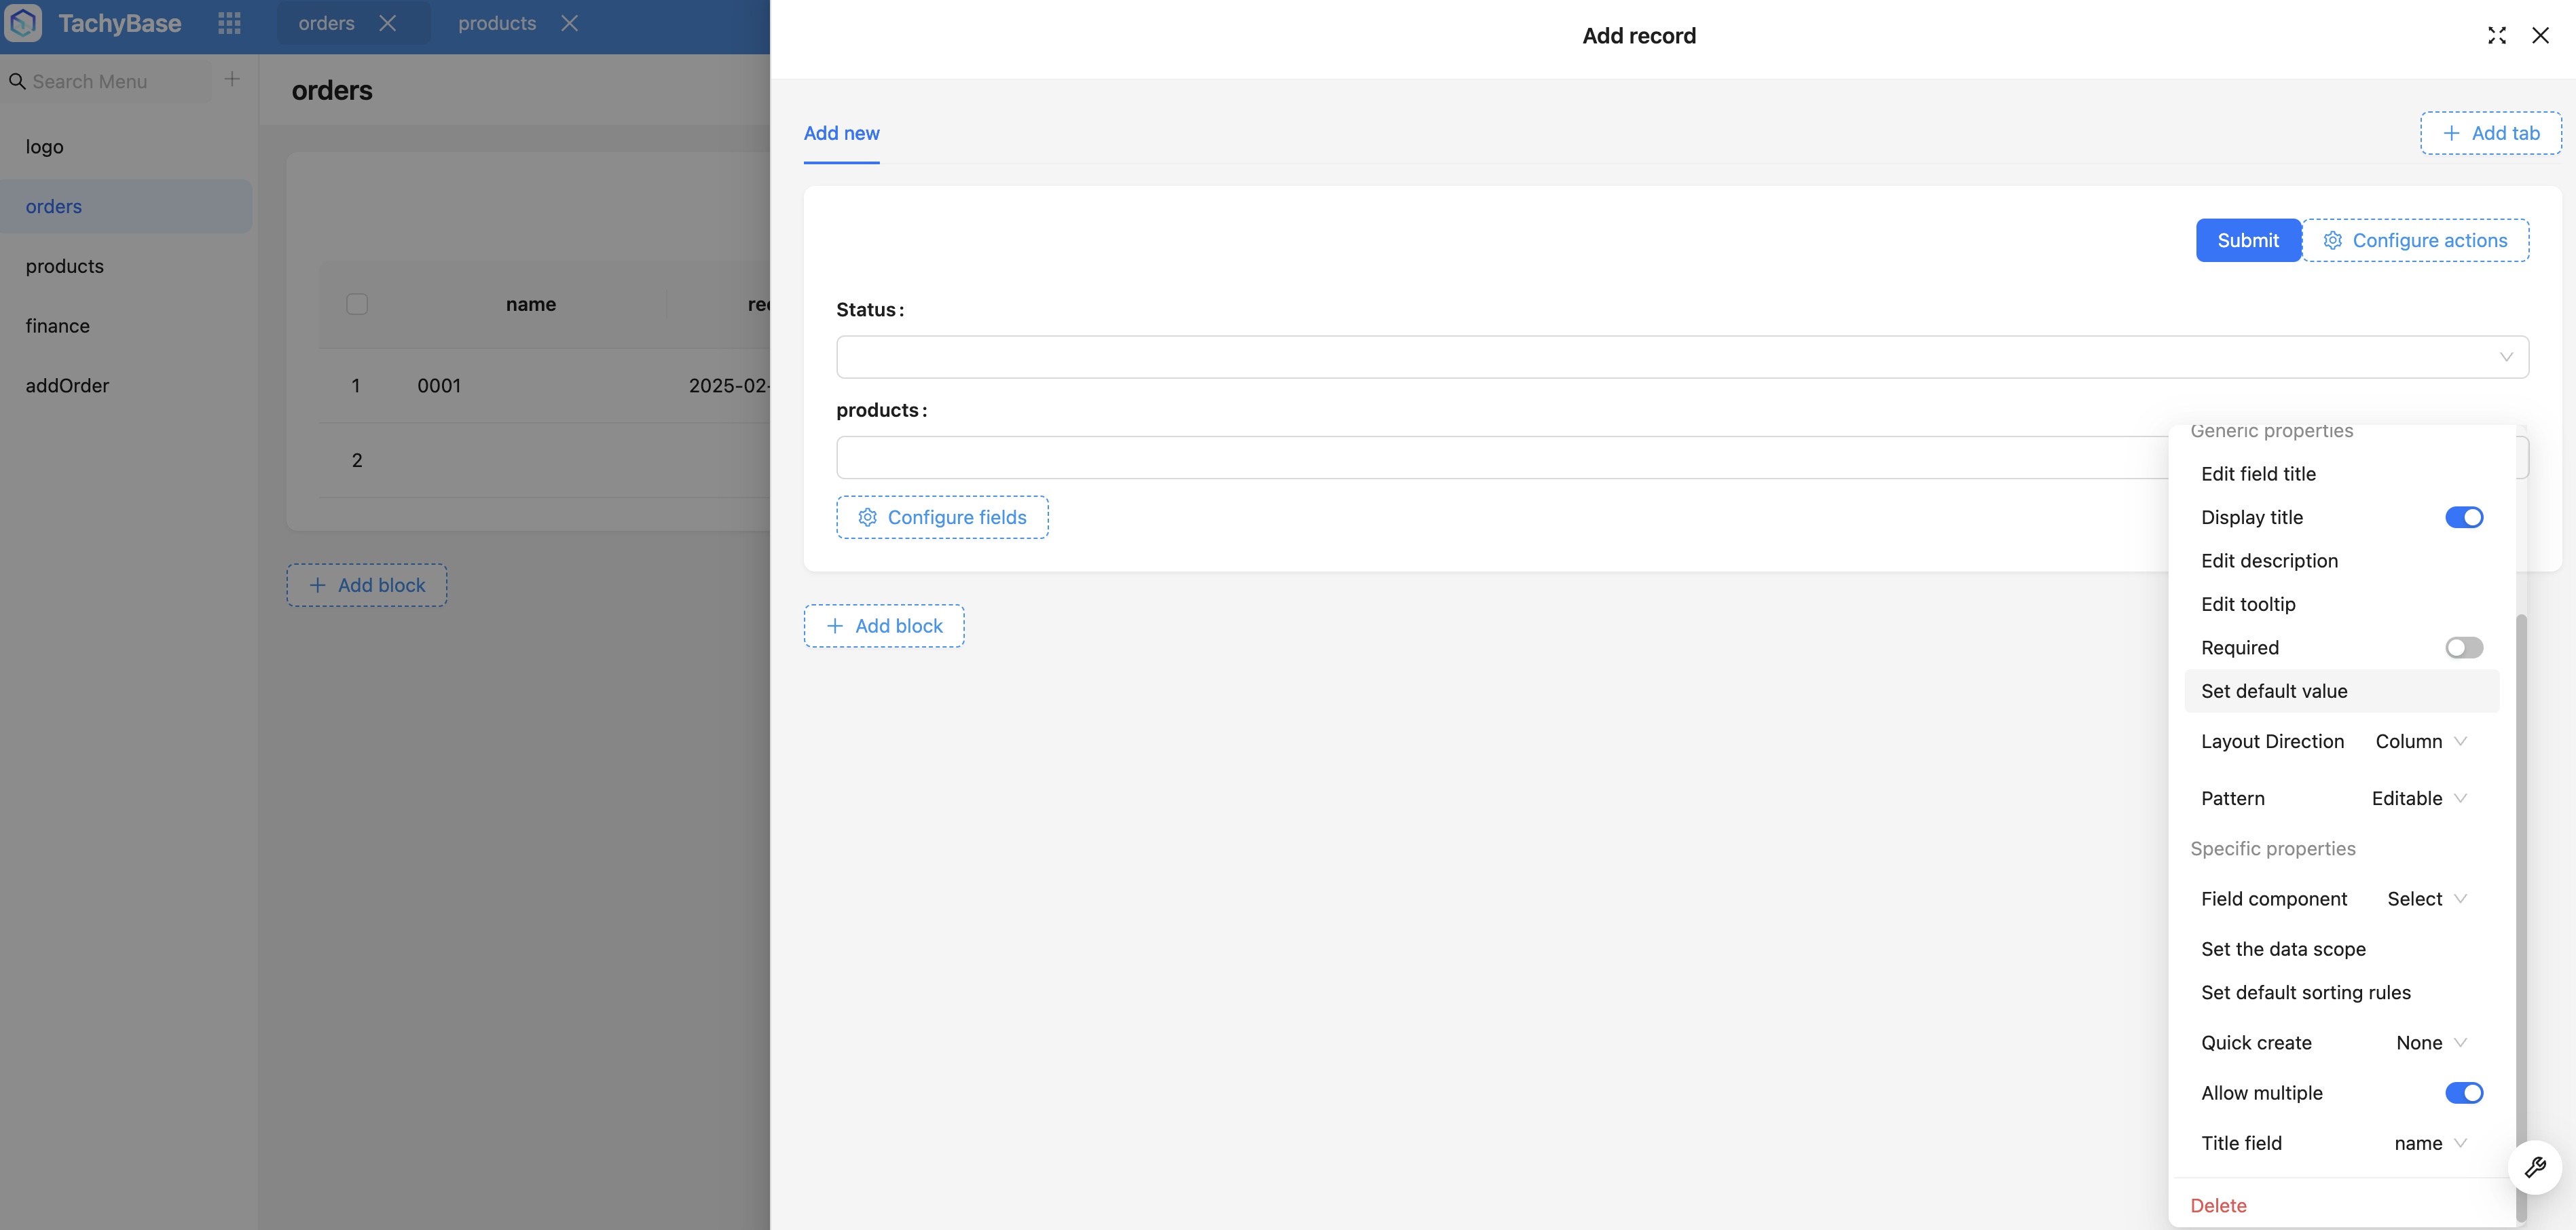 TachyBase
orders
products
Search Menu
logo
orders
products
finance
addOrder
orders
name
1
0001
2025-02-
2
Add block
Add record
Add new
Add tab
Submit
Configure actions
Status:
products:
Configure fields
Add block
Generic properties
Edit field title
Display title
Edit description
Edit tooltip
Required
Set default value
Layout Direction Column
Pattern Editable
Specific properties
Field component Select
Set the data scope
Set default sorting rules
Quick create None
Allow multiple
Title field name
Delete